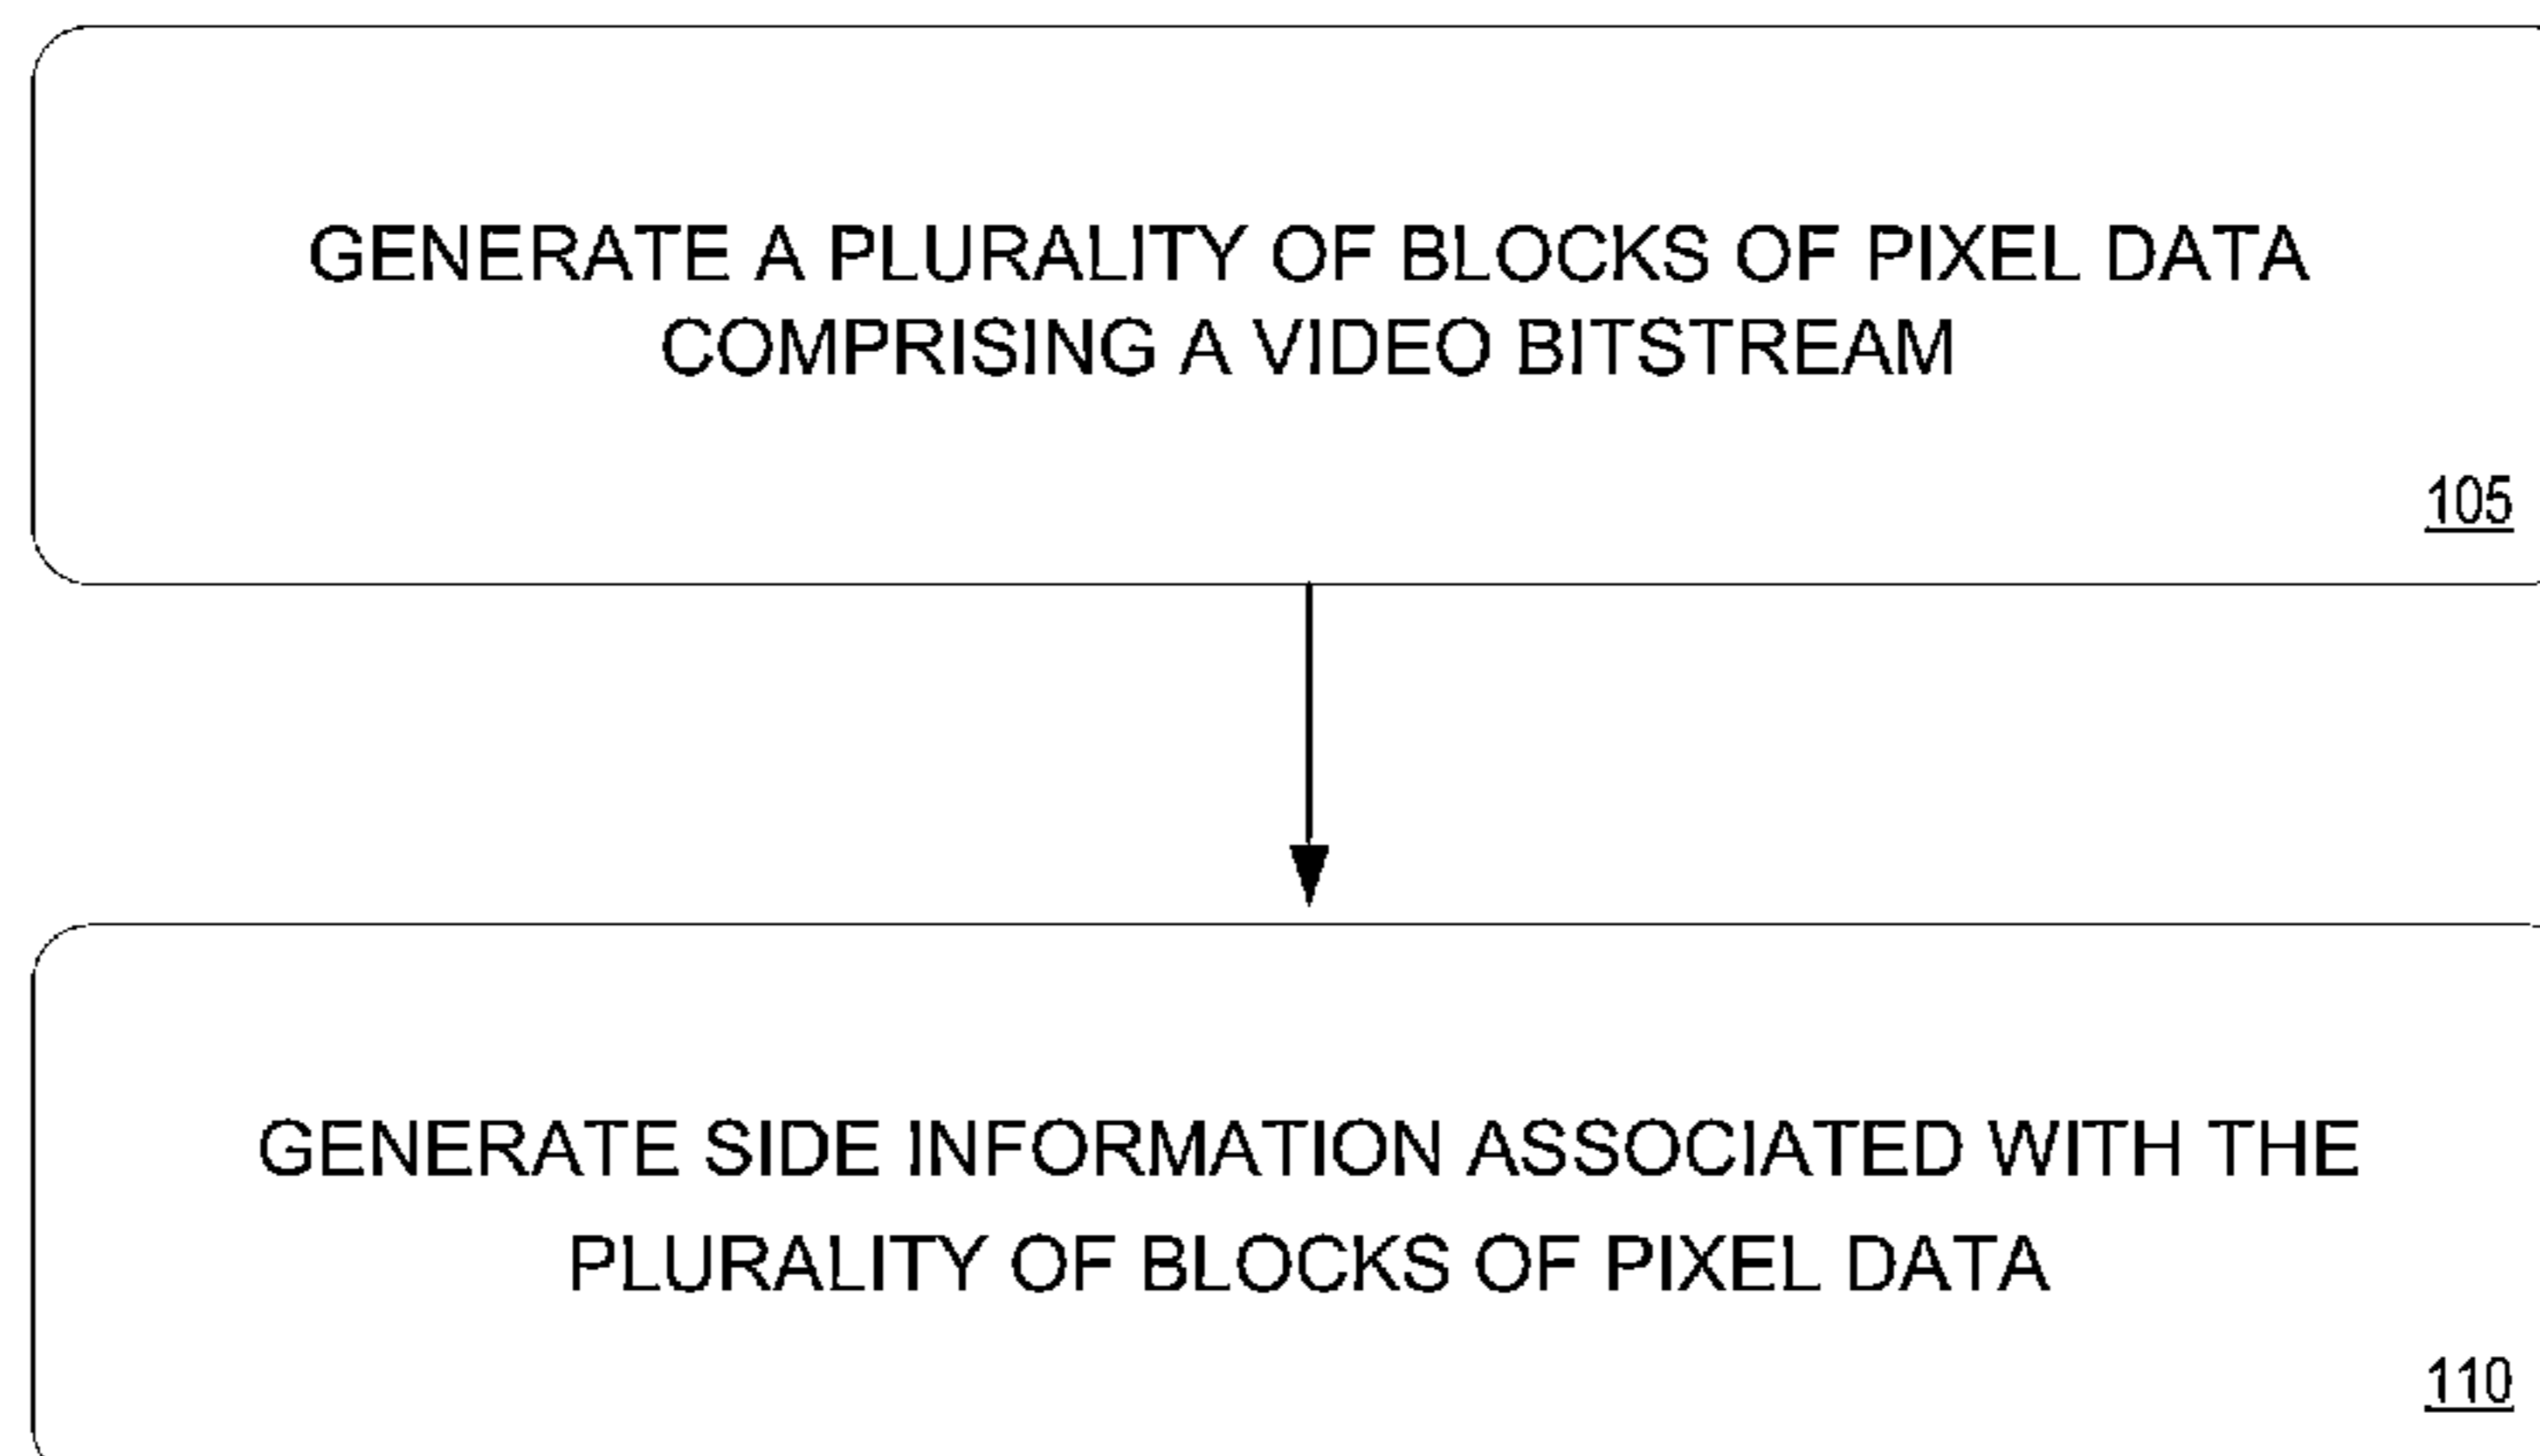 GENERATE A PLURALITY OF BLOCKS OF PIXEL DATA
COMPRISING A VIDEO BITSTREAM
105
GENERATE SIDE INFORMATION ASSOCIATED WITH THE
PLURALITY OF BLOCKS OF PIXEL DATA
110